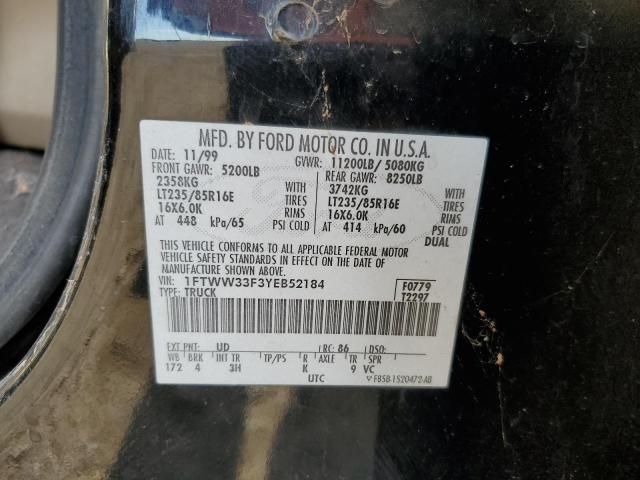 MFD. BY FORD MOTOR CO. IN U.S.A.
DATE: 11/99 GVWR: 11200LB/ 5080KG
FRONT GAWR: 5200LB REAR GAWR: 8250LB
2358KG WITH 3742KG WITH
LT235/85R16E TIRES LT235/85R16E TIRES
16X6.0K RIMS 16X6.0K RIMS
AT 448 kPa/65 PSI COLD AT 414 kPa/60 PSI COLD
DUAL
THIS VEHICLE CONFORMS TO ALL APPLICABLE FEDERAL MOTOR
VEHICLE SAFETY STANDARDS IN EFFECT ON THE DATE OF
MANUFACTURE SHOWN ABOVE.
VIN: 1FTWW33F3YEB52184 F0779
TYPE: TRUCK T2297
EXT PNT: UD RC: 86 DSO:
WB BRK INT TR TP/PS R AXLE TR SPR
172 4 3H K 9 VC
UTC F85B-1520472-AB